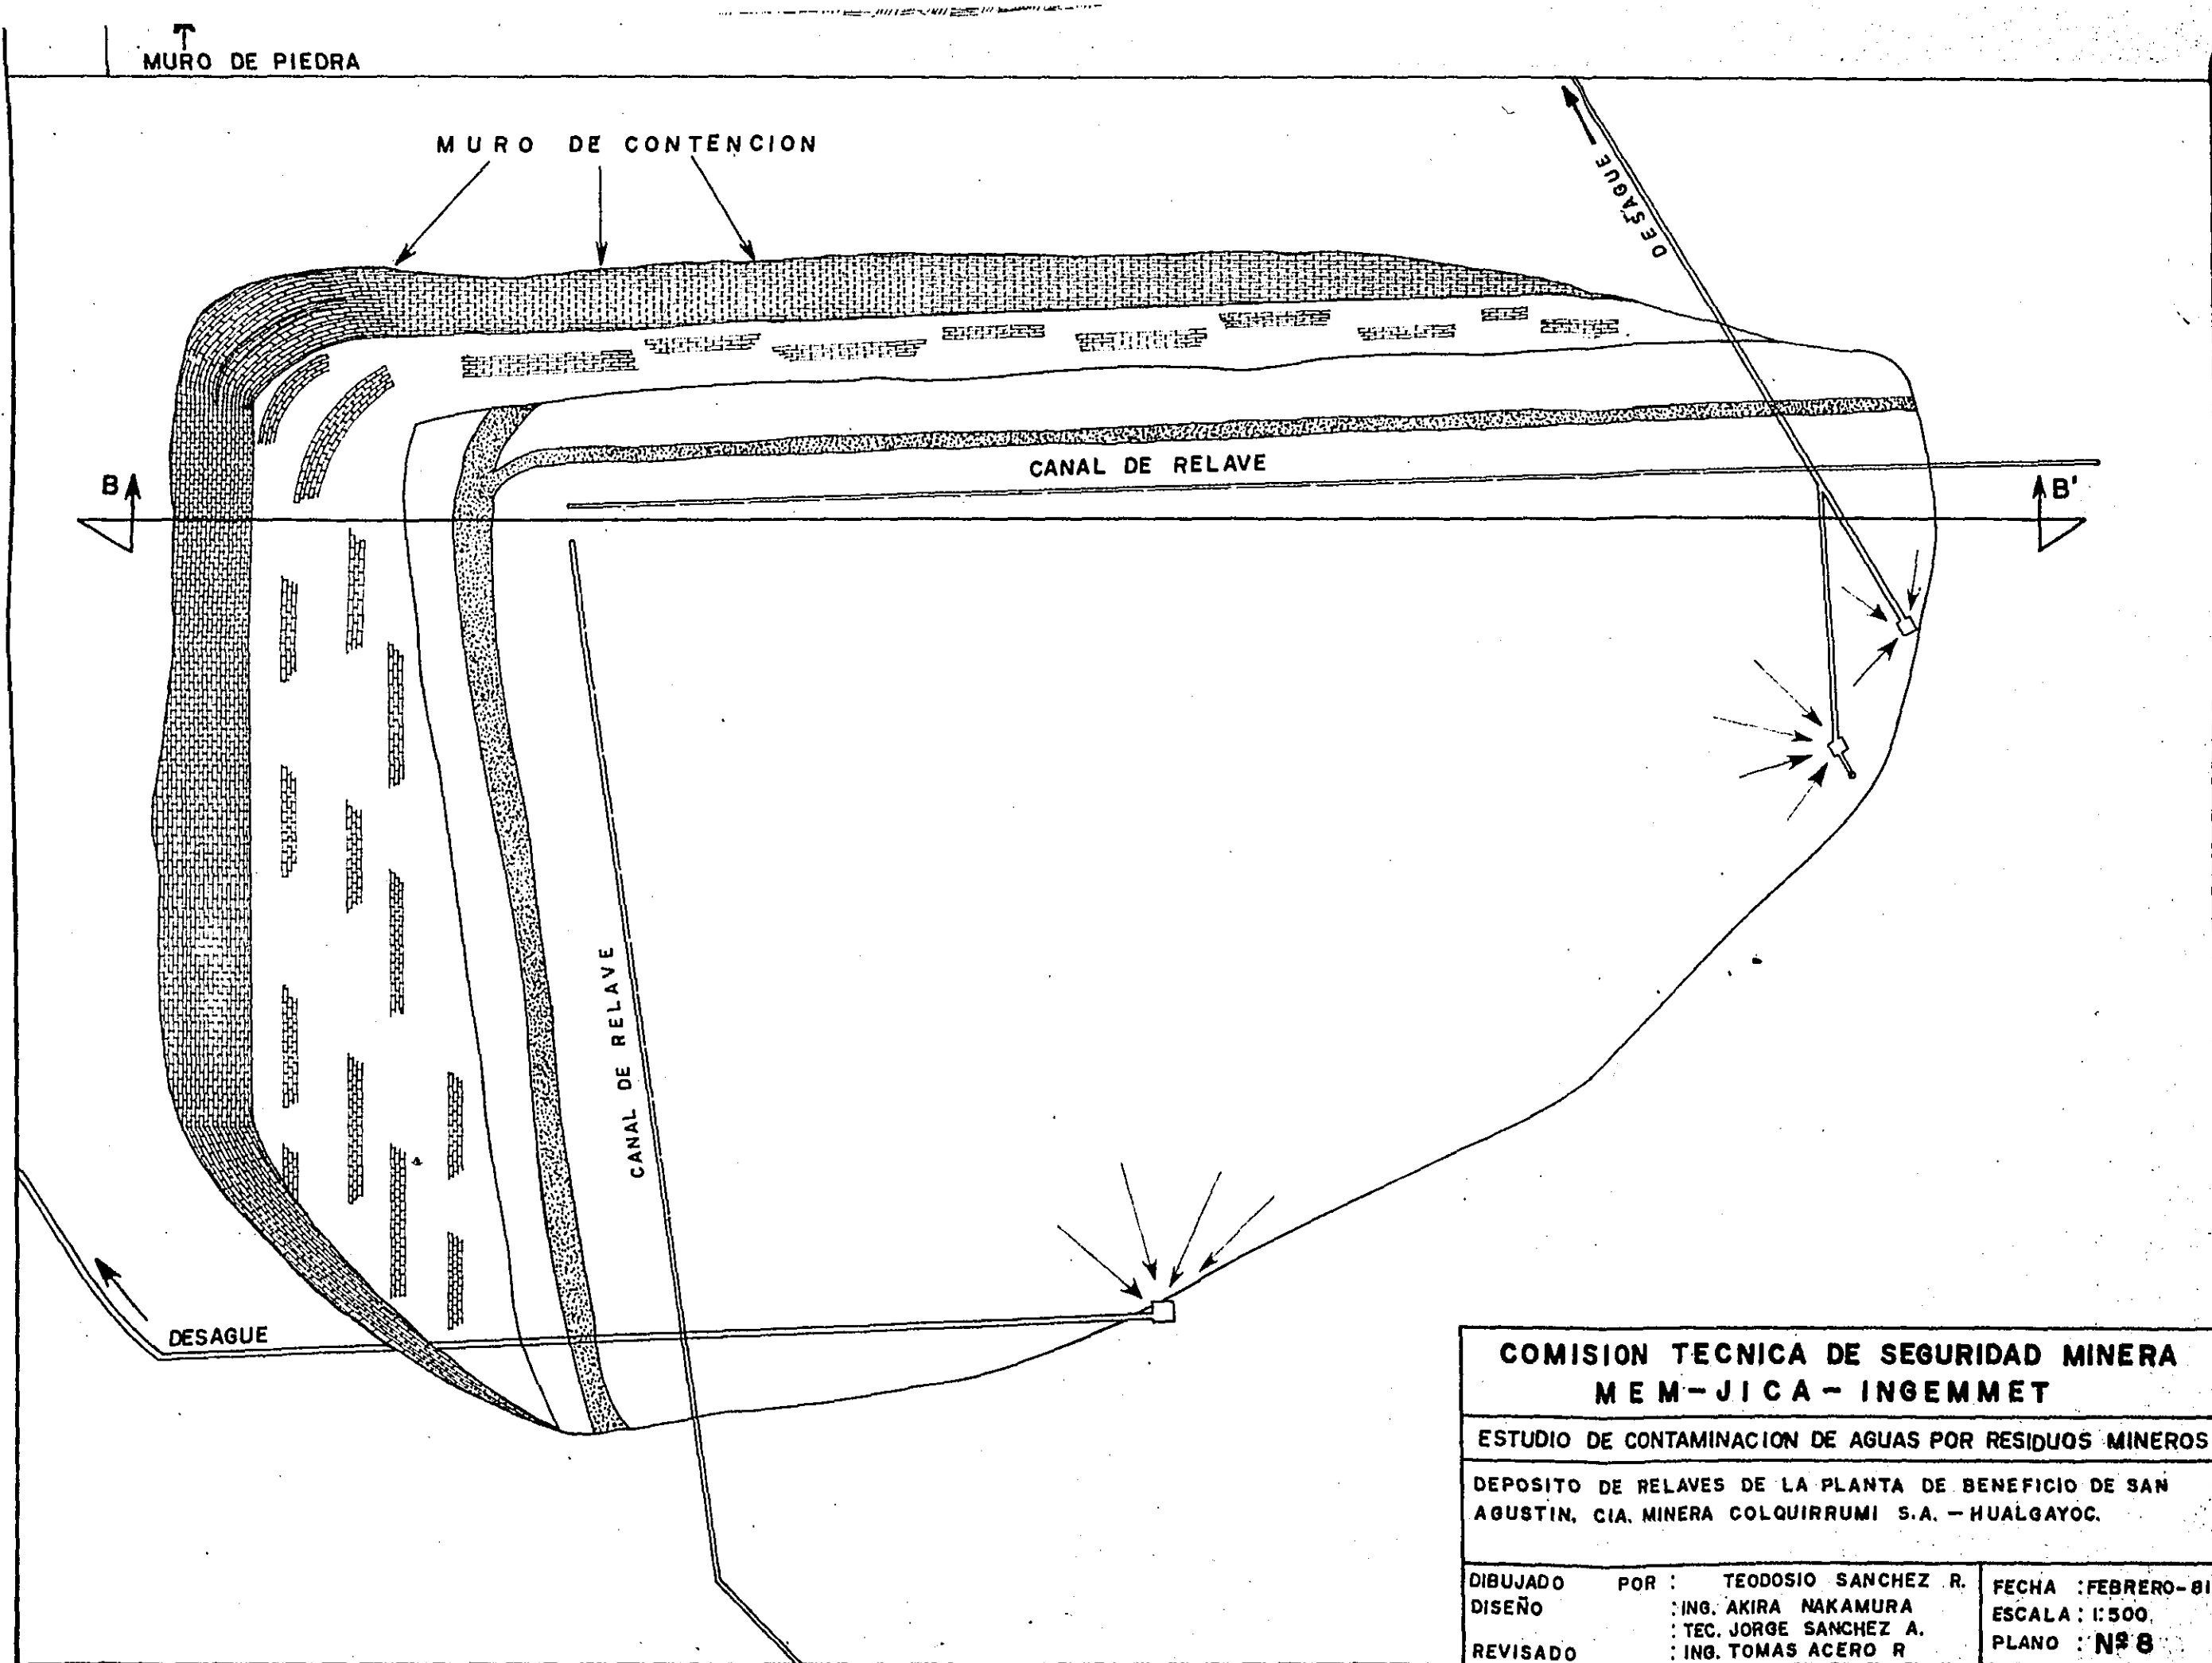 MURO DE PIEDRA
MURO DE CONTENCION
DESAGUE
CANAL DE RELAVE
B
B'
CANAL DE RELAVE
DESAGUE
COMISION TECNICA DE SEGURIDAD MINERA
MEM-JICA-INGEMMET
ESTUDIO DE CONTAMINACION DE AGUAS POR RESIDUOS MINEROS
DEPOSITO DE RELAVES DE LA PLANTA DE BENEFICIO DE SAN
AGUSTIN, CIA. MINERA COLQUIRRUMI S.A. - HUALGAYOC.
DIBUJADO POR : TEODOSIO SANCHEZ R.
DISEÑO : ING. AKIRA NAKAMURA
: TEC. JORGE SANCHEZ A.
REVISADO : ING. TOMAS ACERO R
FECHA : FEBRERO-81
ESCALA : 1:500.
PLANO : Nº 8